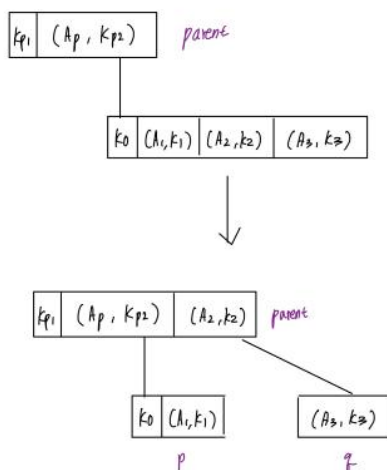 Kp₁ (Ap, Kp₂) parent
K₀ (A₁,K₁) (A₂,K₂) (A₃,K₃)
Kp₁ (Ap, Kp₂) (A₂,K₂) parent
K₀ (A₁,K₁) (A₃,K₃)
p q